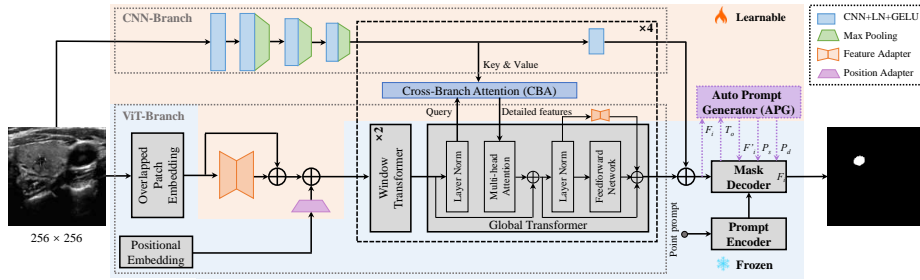 CNN-Branch
Learnable
×4
Key & Value
Cross-Branch Attention (CBA)
Query
Detailed features
ViT-Branch
CNN+LN+GELU
Max Pooling
Feature Adapter
Position Adapter
Auto Prompt
Generator (APG)
F_i
T_o
F'_i
P_s
P_d
×2
Overlapped
Patch
Embedding
Window
Transformer
Layer Norm
Multi-head
Attention
Layer Norm
Feedforward
Network
Global Transformer
Mask
Decoder
Positional
Embedding
Point prompt
Prompt
Encoder
Frozen
256 × 256